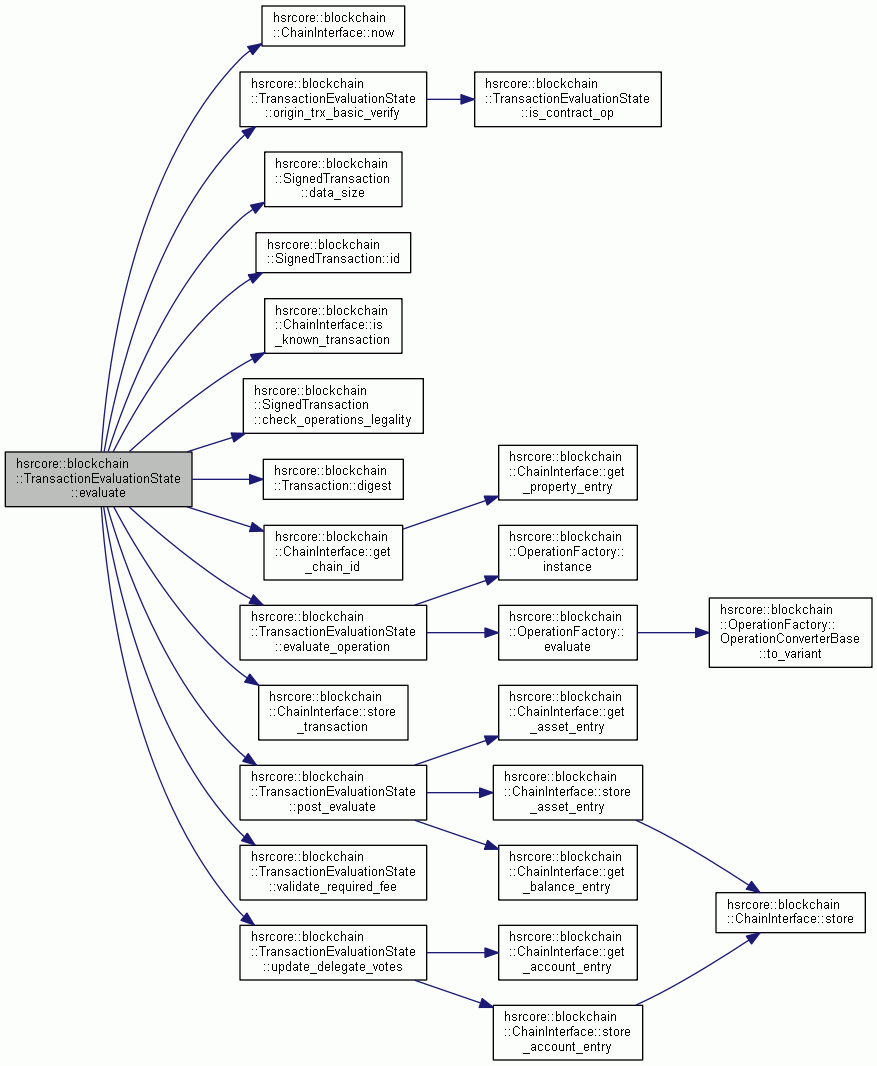 hsrcore::blockchain
::ChainInterface::now
hsrcore::blockchain
::TransactionEvaluationState
::origin_trx_basic_verify
hsrcore::blockchain
::TransactionEvaluationState
::is_contract_op
hsrcore::blockchain
::SignedTransaction
::data_size
hsrcore::blockchain
::SignedTransaction::id
hsrcore::blockchain
::ChainInterface::is
_known_transaction
hsrcore::blockchain
::SignedTransaction
::check_operations_legality
hsrcore::blockchain
::TransactionEvaluationState
::evaluate
hsrcore::blockchain
::Transaction::digest
hsrcore::blockchain
::ChainInterface::get
_property_entry
hsrcore::blockchain
::ChainInterface::get
_chain_id
hsrcore::blockchain
::OperationFactory::
instance
hsrcore::blockchain
::TransactionEvaluationState
::evaluate_operation
hsrcore::blockchain
::OperationFactory::
evaluate
hsrcore::blockchain
::OperationFactory::
OperationConverterBase
::to_variant
hsrcore::blockchain
::ChainInterface::store
_transaction
hsrcore::blockchain
::ChainInterface::get
_asset_entry
hsrcore::blockchain
::TransactionEvaluationState
::post_evaluate
hsrcore::blockchain
::ChainInterface::store
_asset_entry
hsrcore::blockchain
::TransactionEvaluationState
::validate_required_fee
hsrcore::blockchain
::ChainInterface::get
_balance_entry
hsrcore::blockchain
::ChainInterface::store
hsrcore::blockchain
::TransactionEvaluationState
::update_delegate_votes
hsrcore::blockchain
::ChainInterface::get
_account_entry
hsrcore::blockchain
::ChainInterface::store
_account_entry